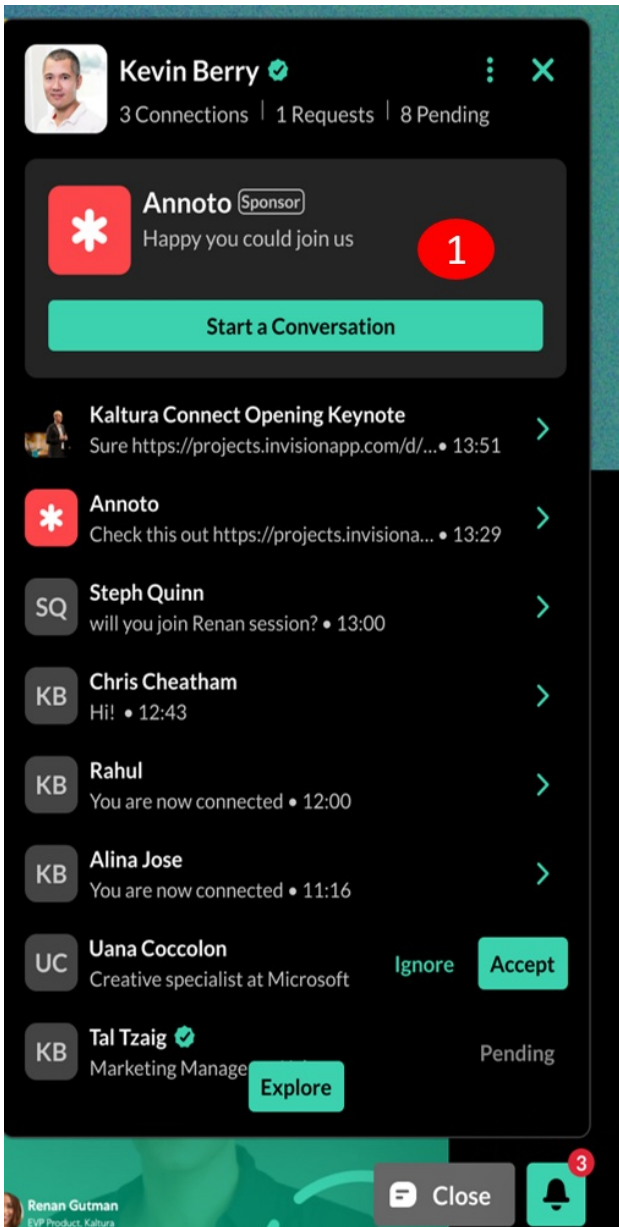 Kevin Berry
3 Connections | 1 Requests | 8 Pending
Annoto Sponsor
Happy you could join us
1
Start a Conversation
Kaltura Connect Opening Keynote
Sure https://projects.invisionapp.com/d/...• 13:51
Annoto
Check this out https://projects.invisiona... • 13:29
SQ
Steph Quinn
will you join Renan session? • 13:00
KB
Chris Cheatham
Hi! • 12:43
KB
Rahul
You are now connected • 12:00
KB
Alina Jose
You are now connected • 11:16
UC
Uana Coccolon
Creative specialist at Microsoft
Ignore
Accept
KB
Tal Tzaig
Marketing Manage
Pending
Explore
3
Close
Renan Gutman
EVP Product, Kaltura